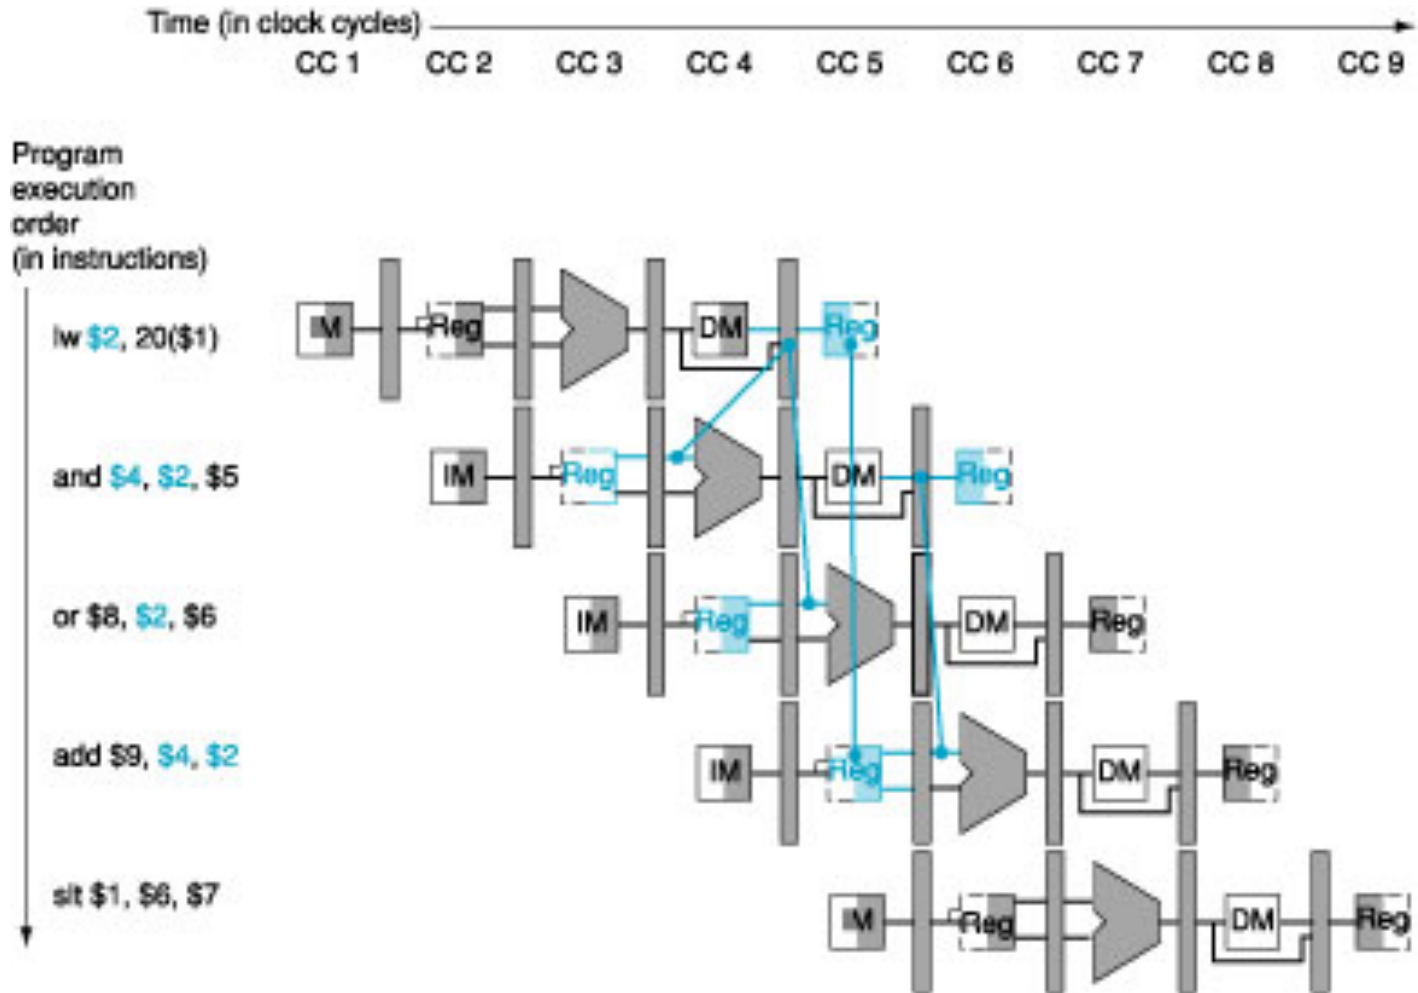 Time (in clock cycles)
CC 1 CC 2 CC 3 CC 4 CC 5 CC 6 CC 7 CC 8 CC 9
Program
execution
order
(in instructions)
lw $2, 20($1)
IM Reg DM Reg
and $4, $2, $5
IM Reg DM Reg
or $8, $2, $6
IM Reg DM Reg
add $9, $4, $2
IM Reg DM Reg
slt $1, $6, $7
IM Reg DM Reg